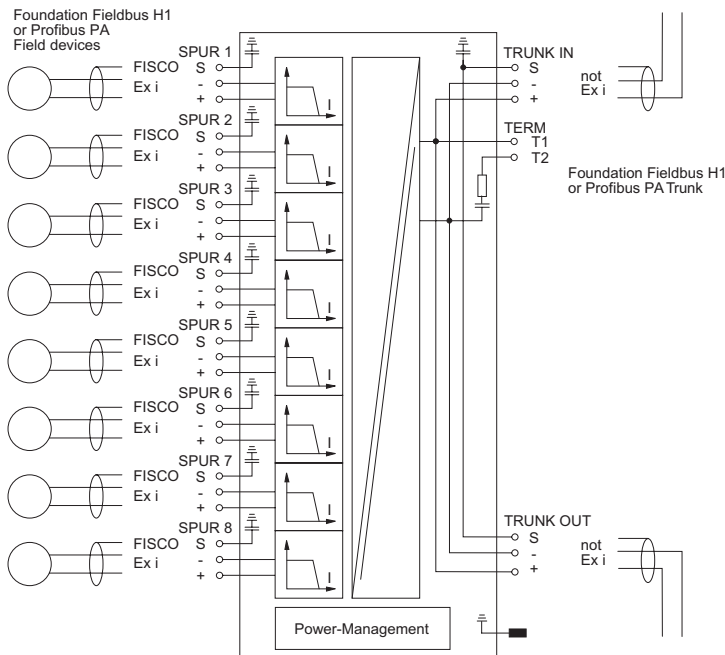 Foundation Fieldbus H1
or Profibus PA
Field devices
SPUR 1
FISCO S
Ex i -
+
SPUR 2
FISCO S
Ex i -
+
SPUR 3
FISCO S
Ex i -
+
SPUR 4
FISCO S
Ex i -
+
SPUR 5
FISCO S
Ex i -
+
SPUR 6
FISCO S
Ex i -
+
SPUR 7
FISCO S
Ex i -
+
SPUR 8
FISCO S
Ex i -
+
I
I
I
I
I
I
I
I
Power-Management
TRUNK IN
S
-
+
not
Ex i
TERM
T1
T2
Foundation Fieldbus H1
or Profibus PA Trunk
TRUNK OUT
S
-
+
not
Ex i